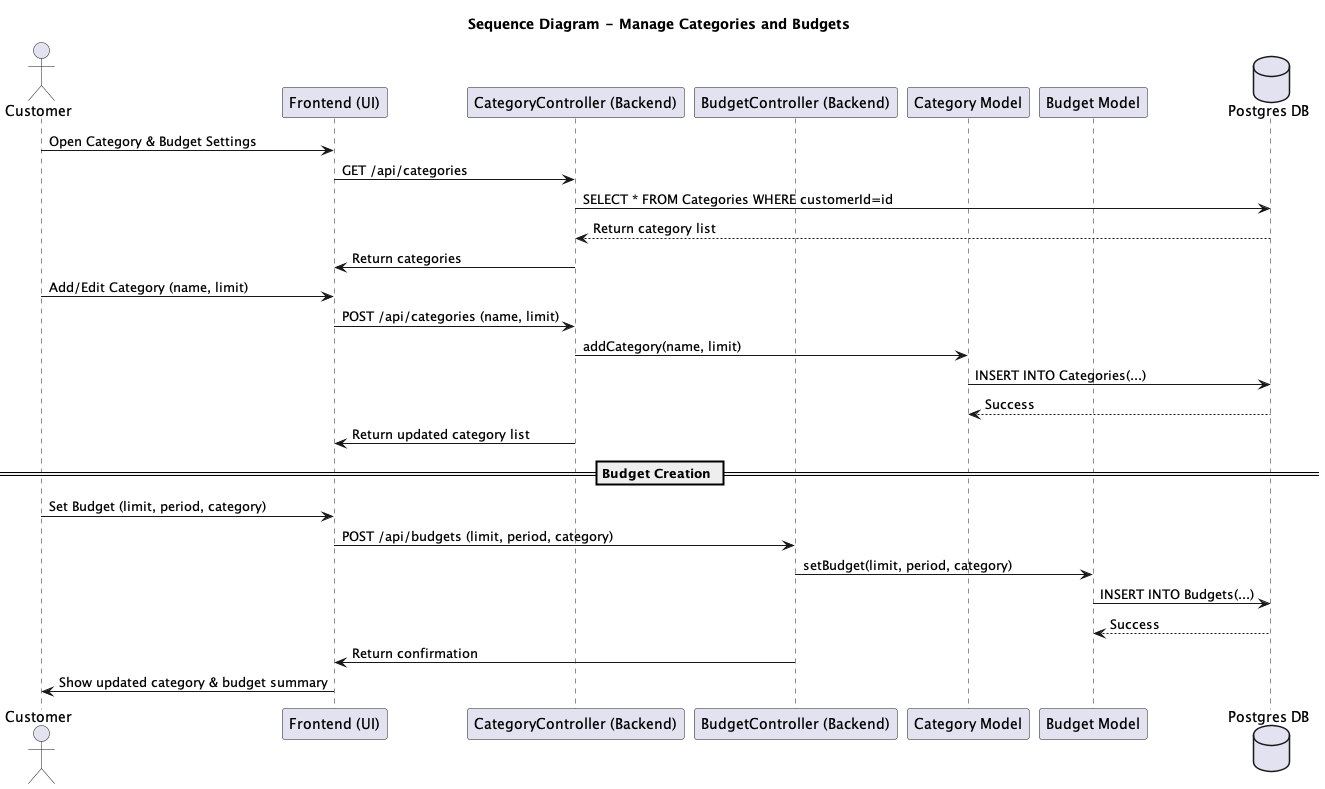 Sequence Diagram - Manage Categories and Budgets
Customer
Frontend (UI)
CategoryController (Backend)
BudgetController (Backend)
Category Model
Budget Model
Postgres DB
Open Category & Budget Settings
GET /api/categories
SELECT * FROM Categories WHERE customerId=id
Return category list
Return categories
Add/Edit Category (name, limit)
POST /api/categories (name, limit)
addCategory(name, limit)
INSERT INTO Categories(...)
Success
Return updated category list
Budget Creation
Set Budget (limit, period, category)
POST /api/budgets (limit, period, category)
setBudget(limit, period, category)
INSERT INTO Budgets(...)
Success
Return confirmation
Show updated category & budget summary
Customer
Frontend (UI)
CategoryController (Backend)
BudgetController (Backend)
Category Model
Budget Model
Postgres DB